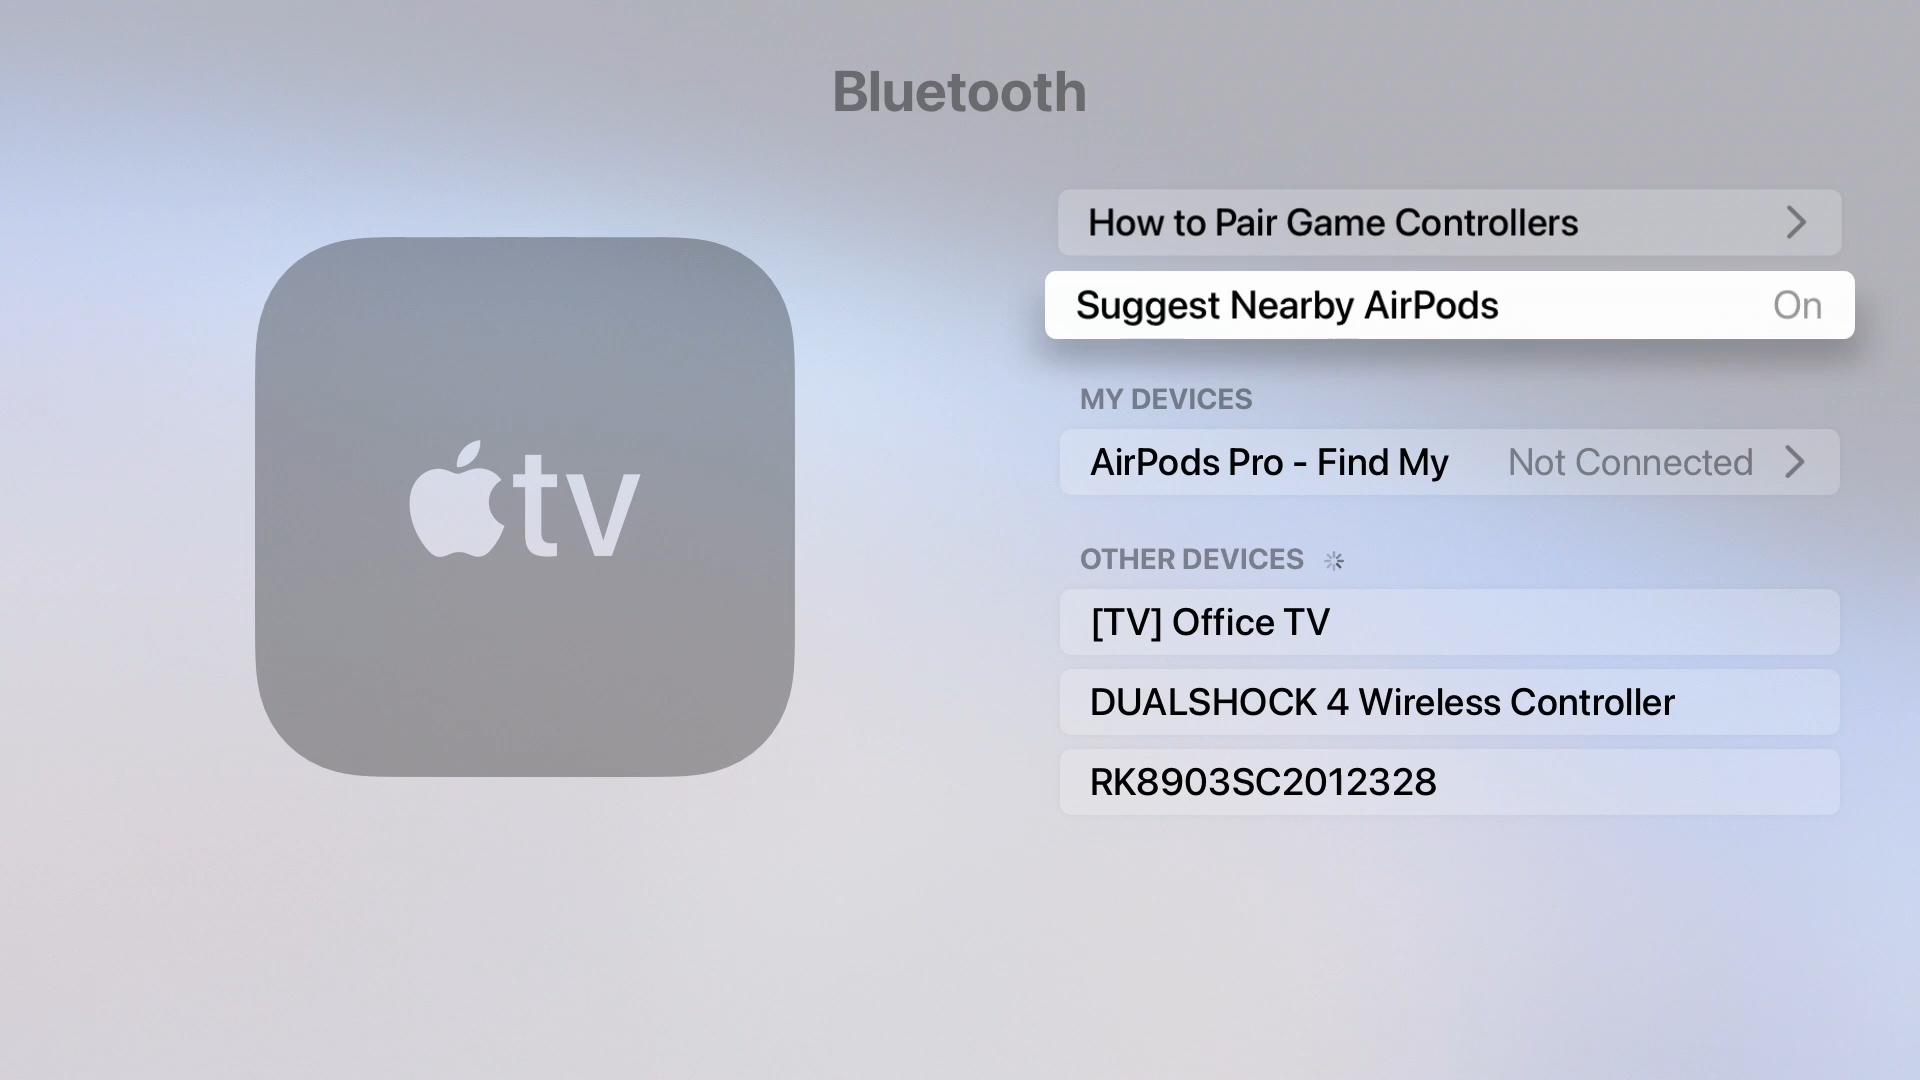 Bluetooth
How to Pair Game Controllers
Suggest Nearby AirPods On
MY DEVICES
AirPods Pro - Find My Not Connected
tv
OTHER DEVICES
[TV] Office TV
DUALSHOCK 4 Wireless Controller
RK8903SC2012328